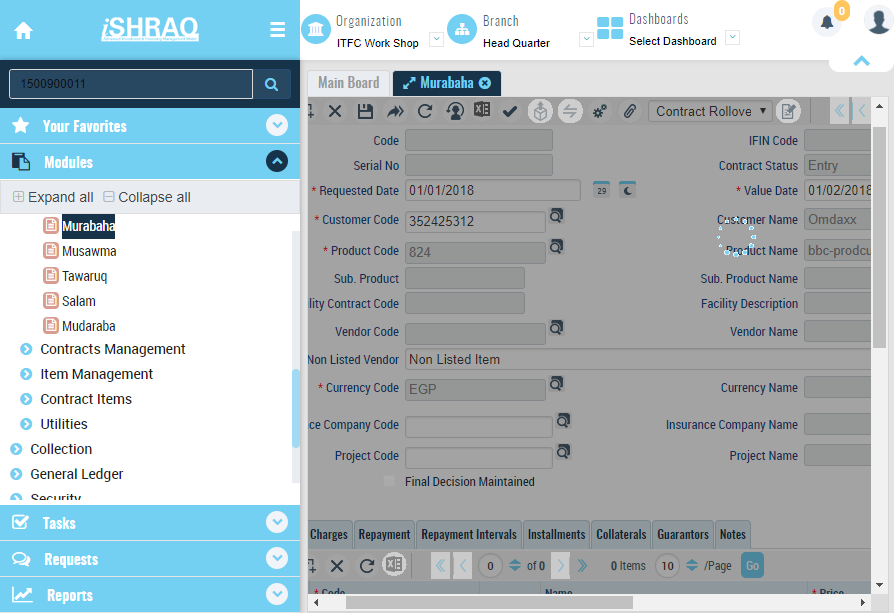 iSHRAQ
Organization
ITFC Work Shop
Branch
Head Quarter
Dashboards
Select Dashboard
0
1500900011
Your Favorites
Modules
Expand all
Collapse all
Murabaha
Musawma
Tawaruq
Salam
Mudaraba
Contracts Management
Item Management
Contract Items
Utilities
Collection
General Ledger
Security
Tasks
Requests
Reports
Main Board
Murabaha
Contract Rollove
Code
IFIN Code
Serial No
Contract Status
Entry
* Requested Date
01/01/2018
29
* Value Date
01/02/2018
* Customer Code
352425312
Customer Name
Omdaxx
* Product Code
824
Product Name
bbc-prodcu
Sub. Product
Sub. Product Name
ility Contract Code
Facility Description
Vendor Code
Vendor Name
Non Listed Vendor
Non Listed Item
* Currency Code
EGP
Currency Name
ce Company Code
Insurance Company Name
Project Code
Project Name
Final Decision Maintained
Charges
Repayment
Repayment Intervals
Installments
Collaterals
Guarantors
Notes
0
of 0
0 Items
10
/Page
Go
* Code
Name
* Price